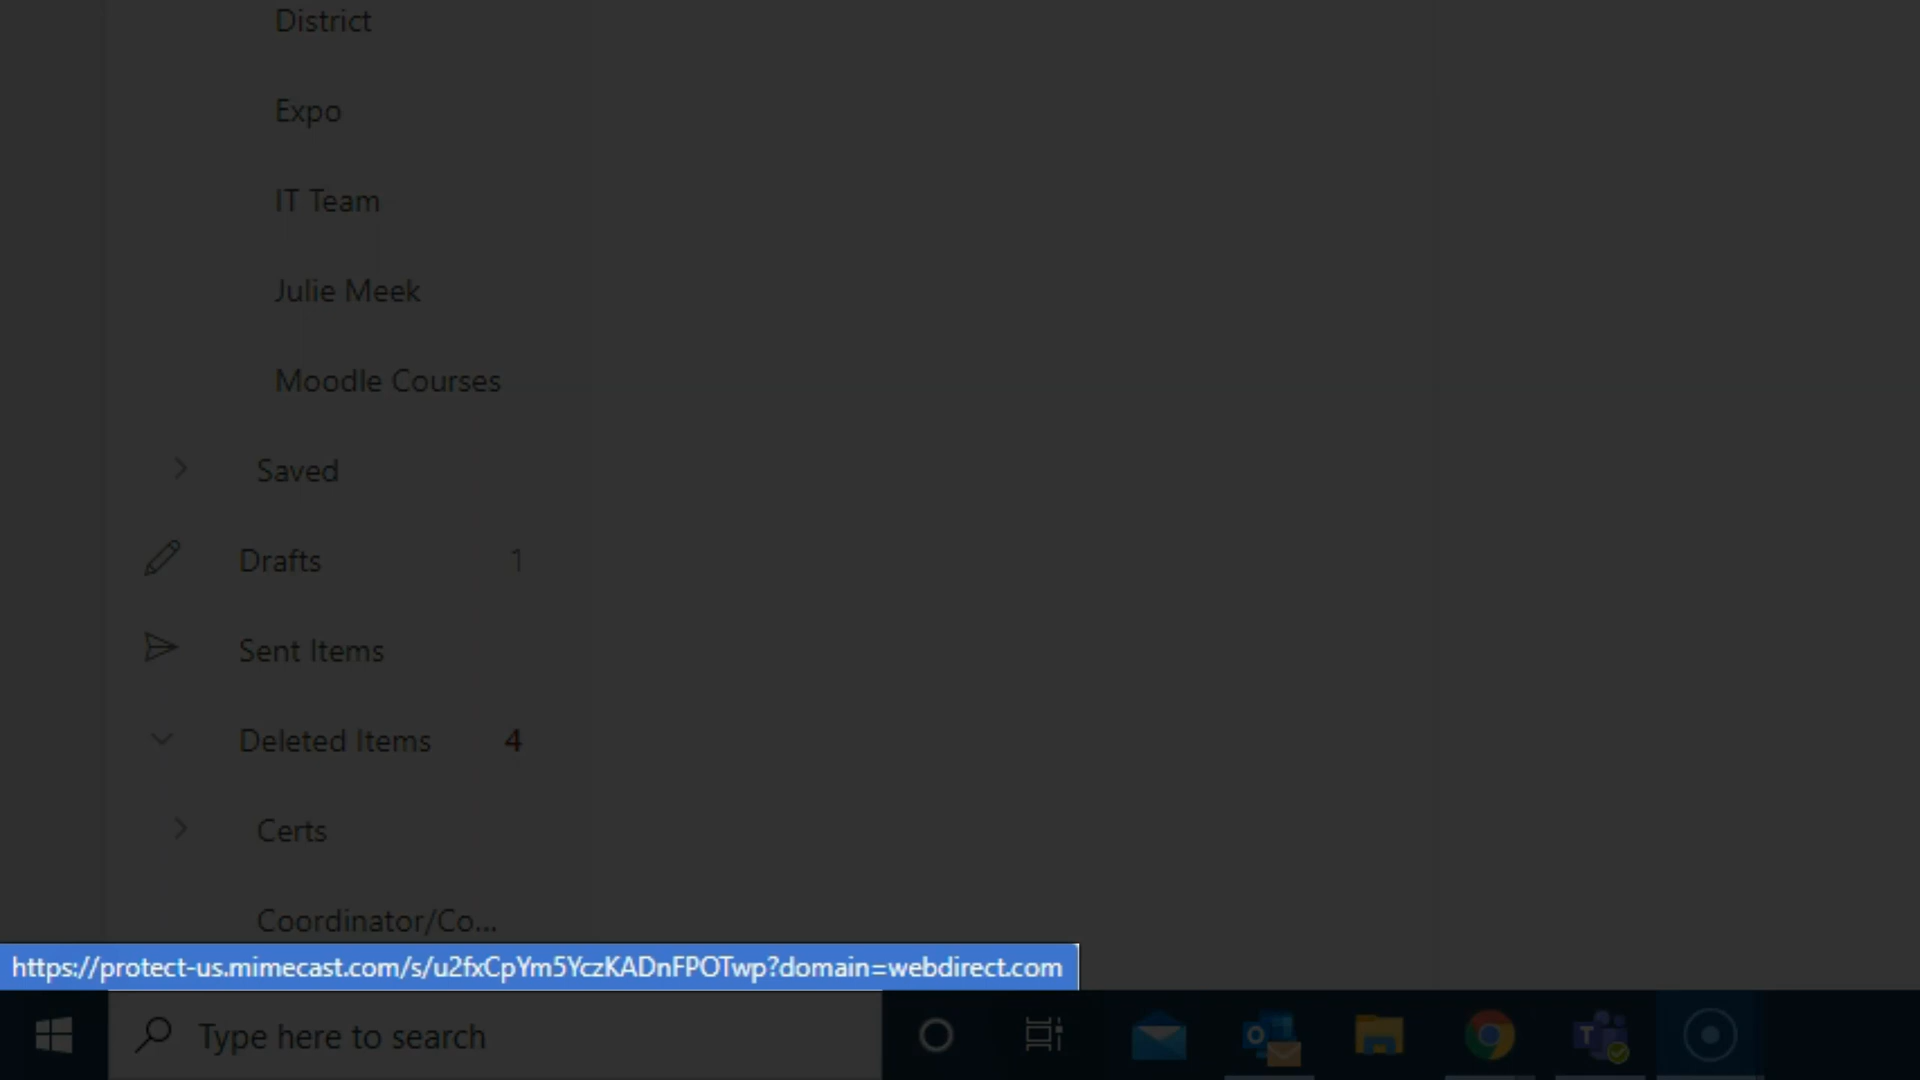 District
Expo
IT Team
Julie Meek
Moodle Courses
Saved
Drafts 1
Sent Items
Deleted Items 4
Certs
Coordinator/Co...
https://protect-us.mimecast.com/s/u2fxCpYm5YczKADnFPOTwp?domain=webdirect.com
Type here to search